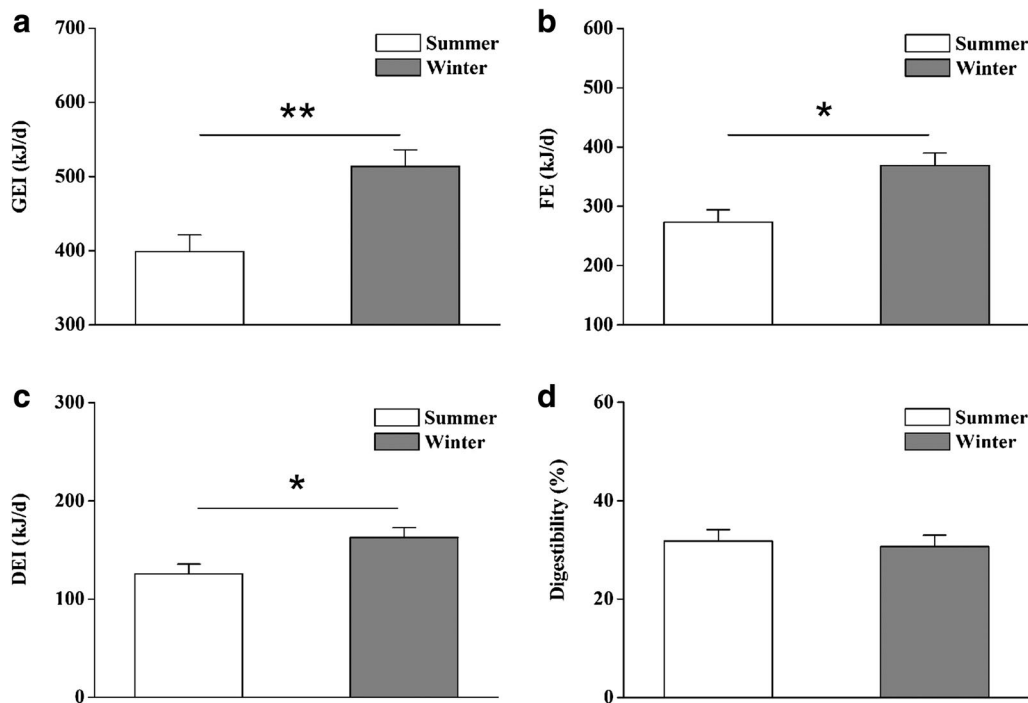 a
700
600
500
400
300
GEI (kJ/d)
Summer
Winter
**
b
600
500
400
300
200
100
FE (kJ/d)
Summer
Winter
*
c
300
200
100
0
DEI (kJ/d)
Summer
Winter
*
d
60
40
20
0
Digestibility (%)
Summer
Winter